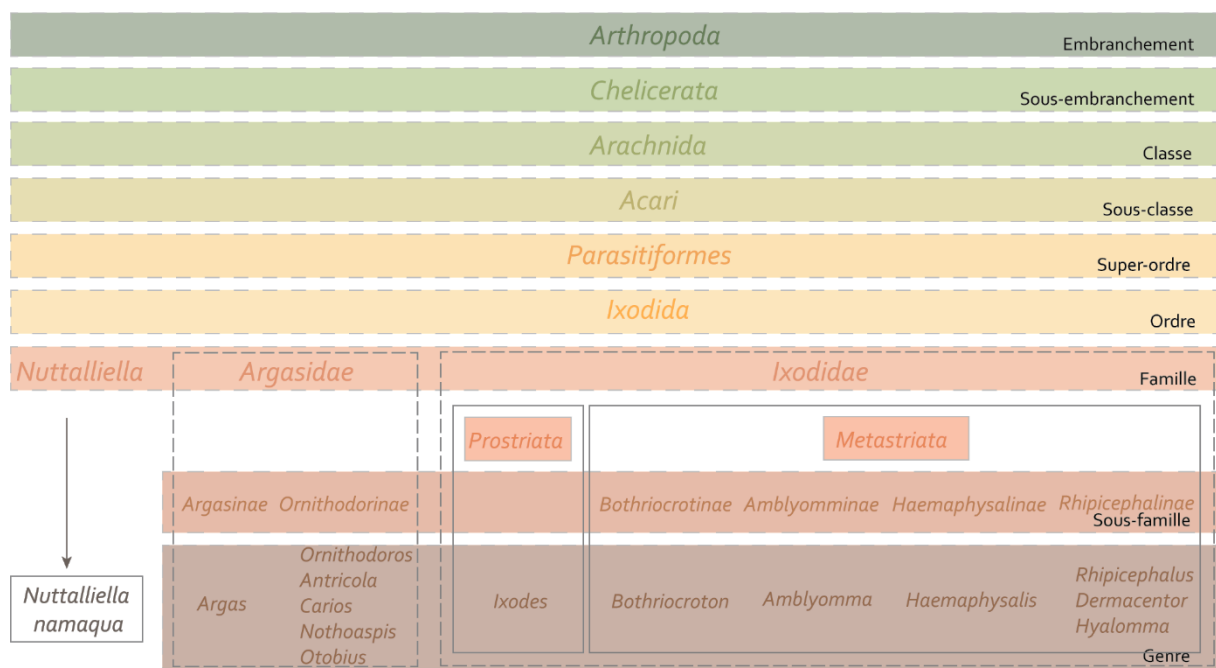 Arthropoda
Embranchement
Chelicerata
Sous-embranchement
Arachnida
Classe
Acari
Sous-classe
Parasitiformes
Super-ordre
Ixodida
Ordre
Nuttalliella
Argasidae
Ixodidae
Famille
Prostriata
Metastriata
Argasinae
Ornithodorinae
Bothriocrotinae
Amblyomminae
Haemaphysalinae
Rhipicephalinae
Sous-famille
Nuttalliella
namaqua
Argas
Ornithodoros
Antricola
Carios
Nothoaspis
Otobius
Ixodes
Bothriocroton
Amblyomma
Haemaphysalis
Rhipicephalus
Dermacentor
Hyalomma
Genre